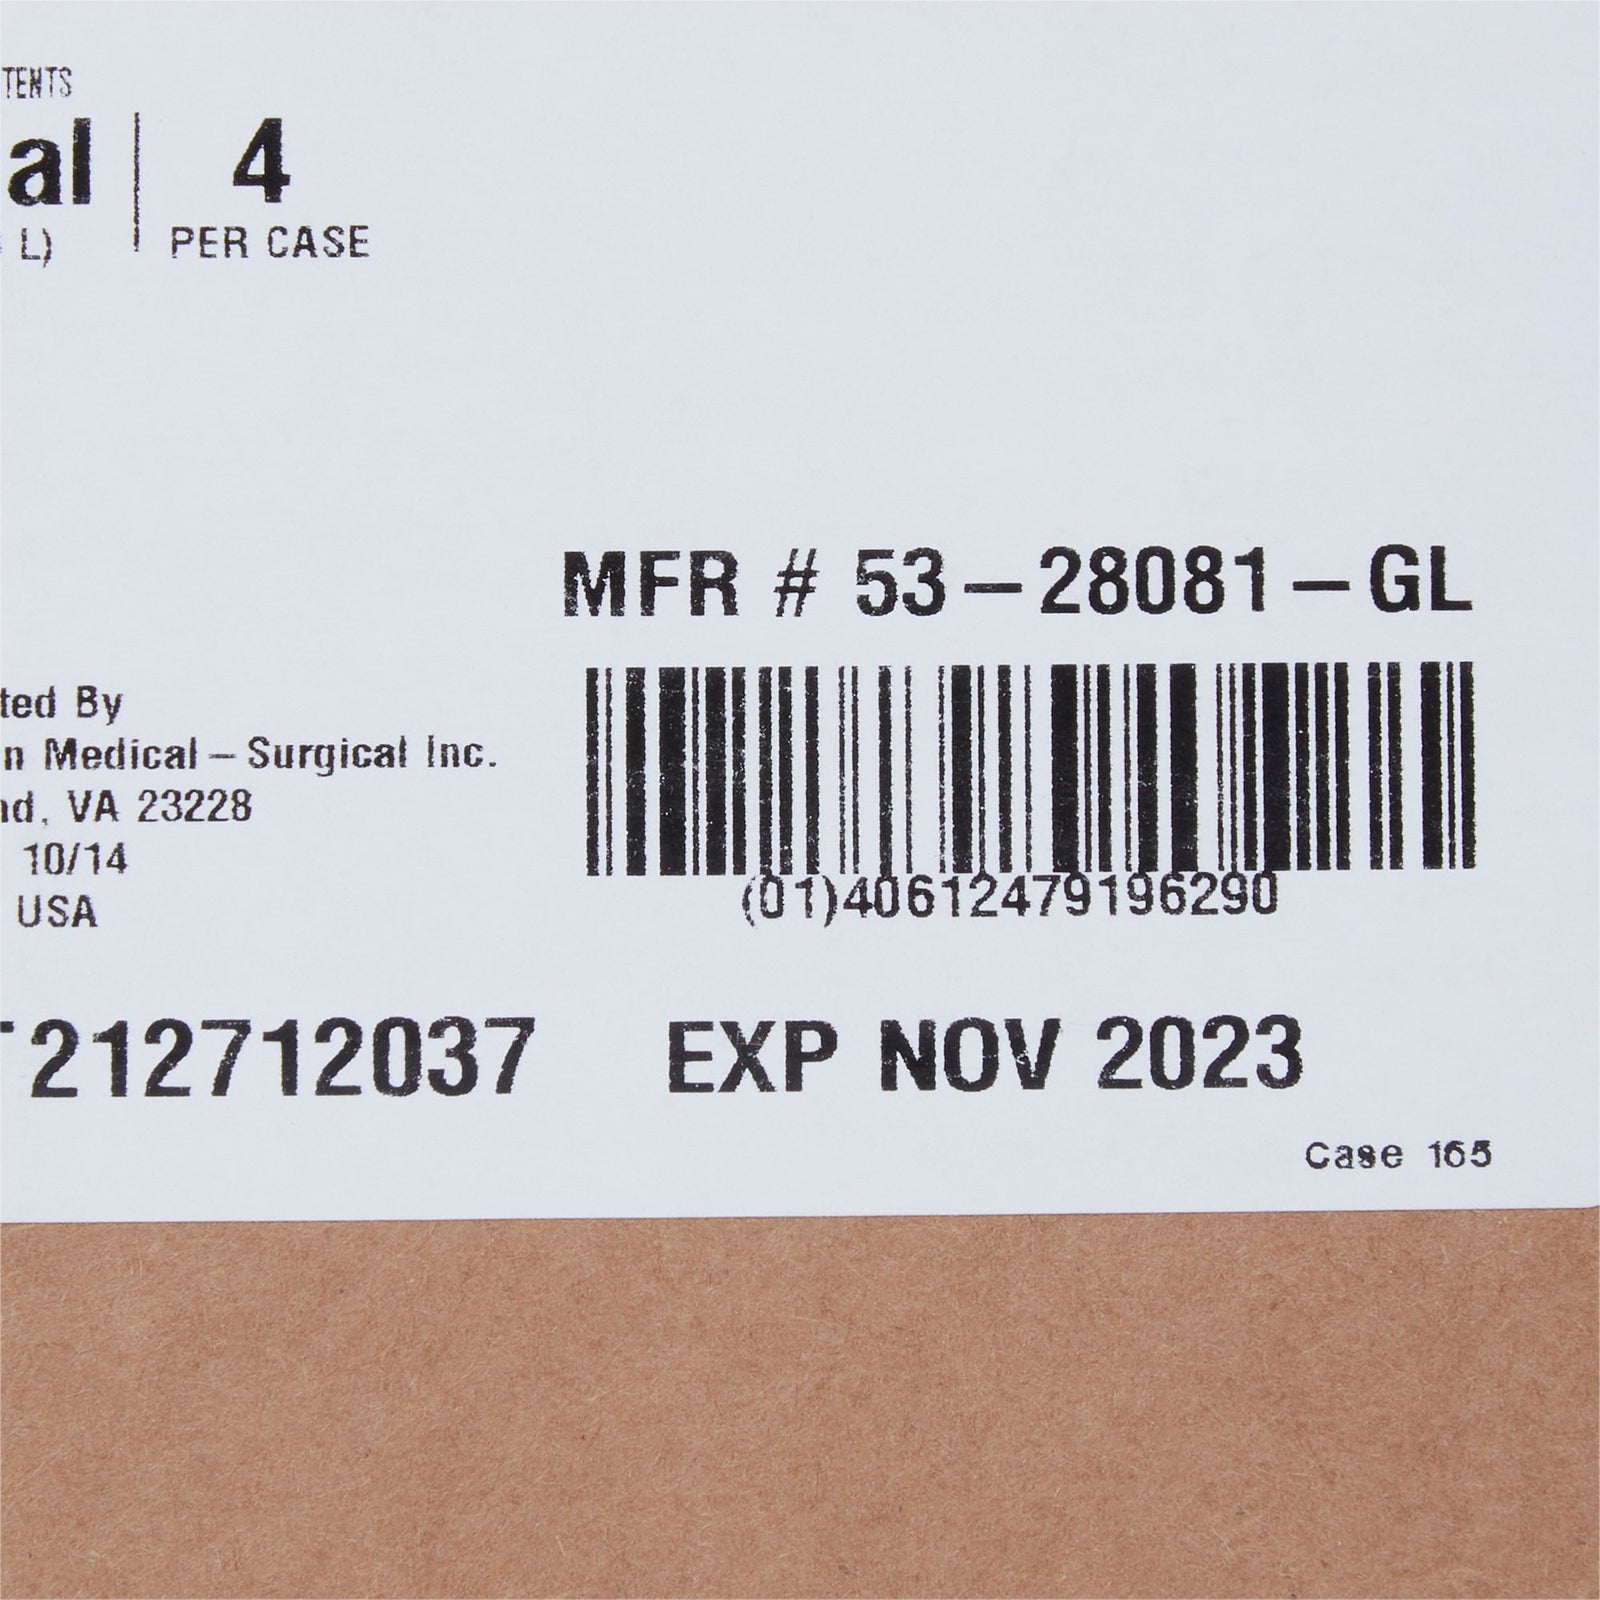 TENTS
al 4
L) PER CASE
MFR # 53-28081-GL
ted By
n Medical-Surgical Inc.
nd, VA 23228
10/14
USA
(01)40612479196290
T212712037 EXP NOV 2023
Case 165